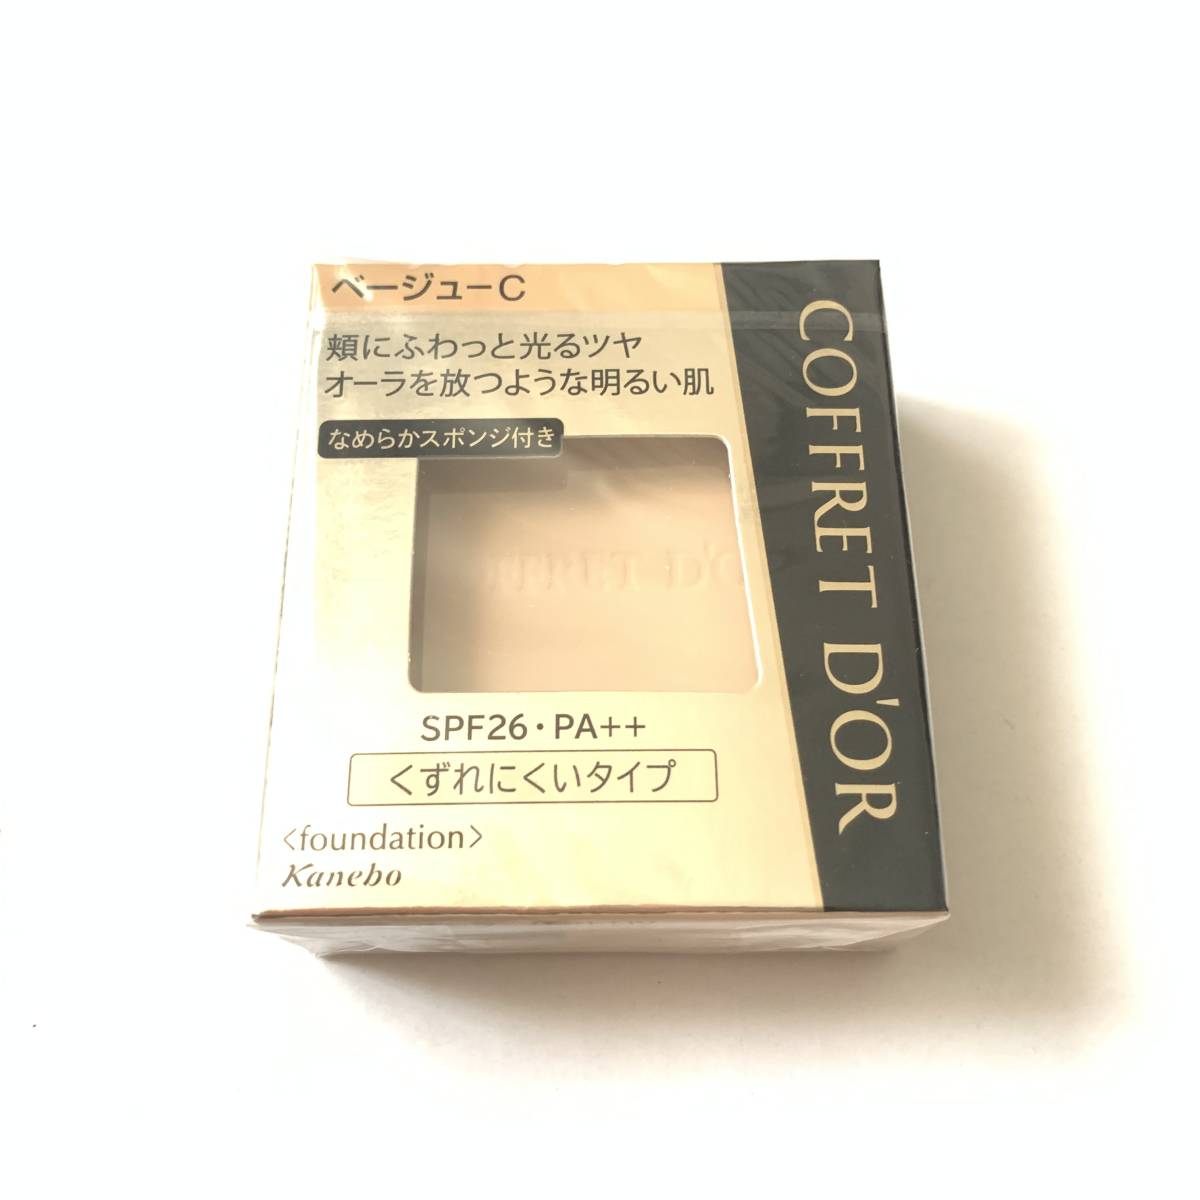 ベージューC
頬にふわっと光るツヤ
オーラを放つような明るい肌
なめらかスポンジ付き
FFRET D'OR
SPF26・PA++
くずれにくいタイプ
<foundation>
Kanebo
COFFRET D'OR